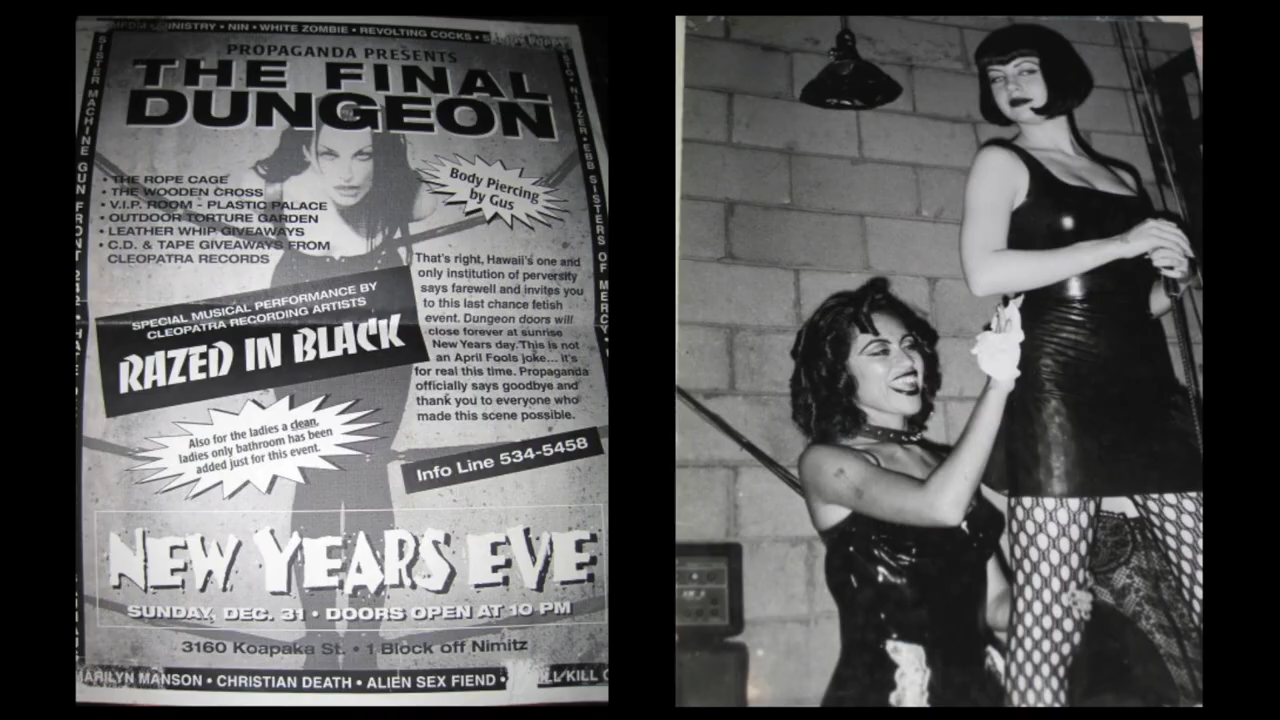 KMFDM • MINISTRY • NIN • WHITE ZOMBIE • REVOLTING COCKS •
SISTER MACHINE GUN FRONT 242 •
NITZER • EBB SISTERS OF MERCY
PROPAGANDA PRESENTS
THE FINAL
DUNGEON
• THE ROPE CAGE
• THE WOODEN CROSS
• V.I.P. ROOM - PLASTIC PALACE
• OUTDOOR TORTURE GARDEN
• LEATHER WHIP GIVEAWAYS
• C.D. & TAPE GIVEAWAYS FROM
CLEOPATRA RECORDS
Body Piercing
by Gus
That's right, Hawaii's one and
only institution of perversity
says farewell and invites you
to this last chance fetish
event. Dungeon doors will
close forever at sunrise
New Years day. This is not
an April Fools joke... it's
for real this time. Propaganda
officially says goodbye and
thank you to everyone who
made this scene possible.
SPECIAL MUSICAL PERFORMANCE BY
CLEOPATRA RECORDING ARTISTS
RAZED IN BLACK
Also for the ladies a clean,
ladies only bathroom has been
added just for this event.
Info Line 534-5458
NEW YEARS EVE
SUNDAY, DEC. 31 • DOORS OPEN AT 10 PM
3160 Koapaka St. • 1 Block off Nimitz
MARILYN MANSON • CHRISTIAN DEATH • ALIEN SEX FIEND •